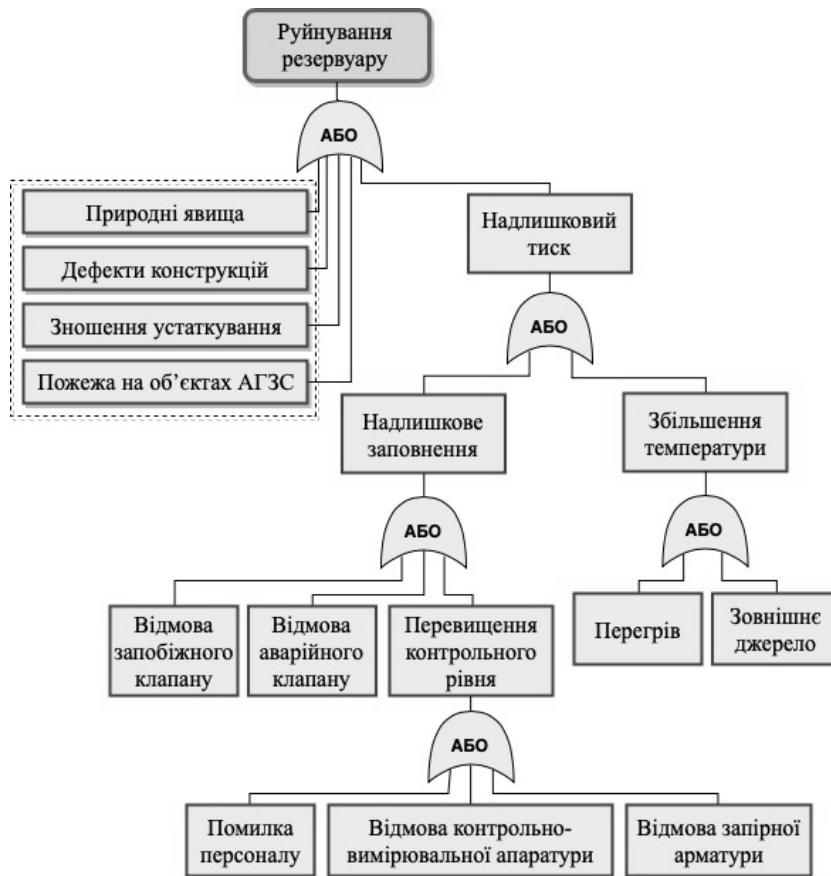 Руйнування
резервуару
АБО
Природні явища
Дефекти конструкцій
Зношення устаткування
Пожежа на об’єктах АГЗС
Надлишковий
тиск
АБО
Надлишкове
заповнення
Збільшення
температури
АБО
АБО
Відмова
запобіжного
клапану
Відмова
аварійного
клапану
Перевищення
контрольного
рівня
Перегрів
Зовнішнє
джерело
АБО
Помилка
персоналу
Відмова контрольно-
вимірювальної апаратури
Відмова запірної
арматури